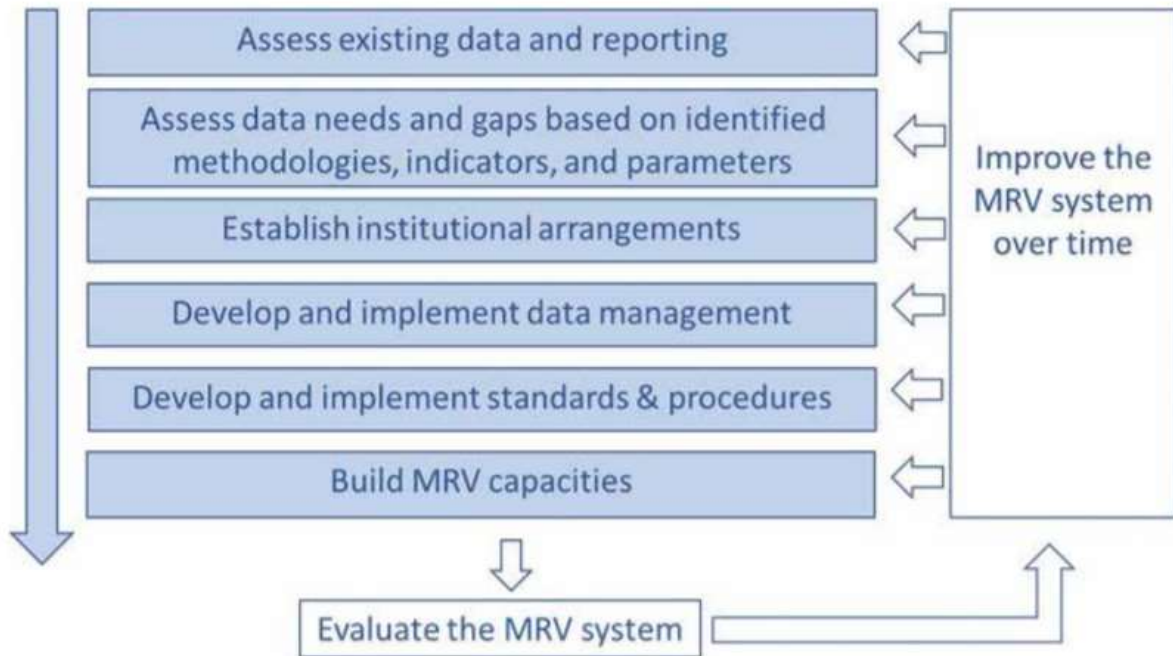 Assess existing data and reporting
Assess data needs and gaps based on identified
methodologies, indicators, and parameters
Establish institutional arrangements
Develop and implement data management
Develop and implement standards & procedures
Build MRV capacities
Improve the
MRV system
over time
Evaluate the MRV system